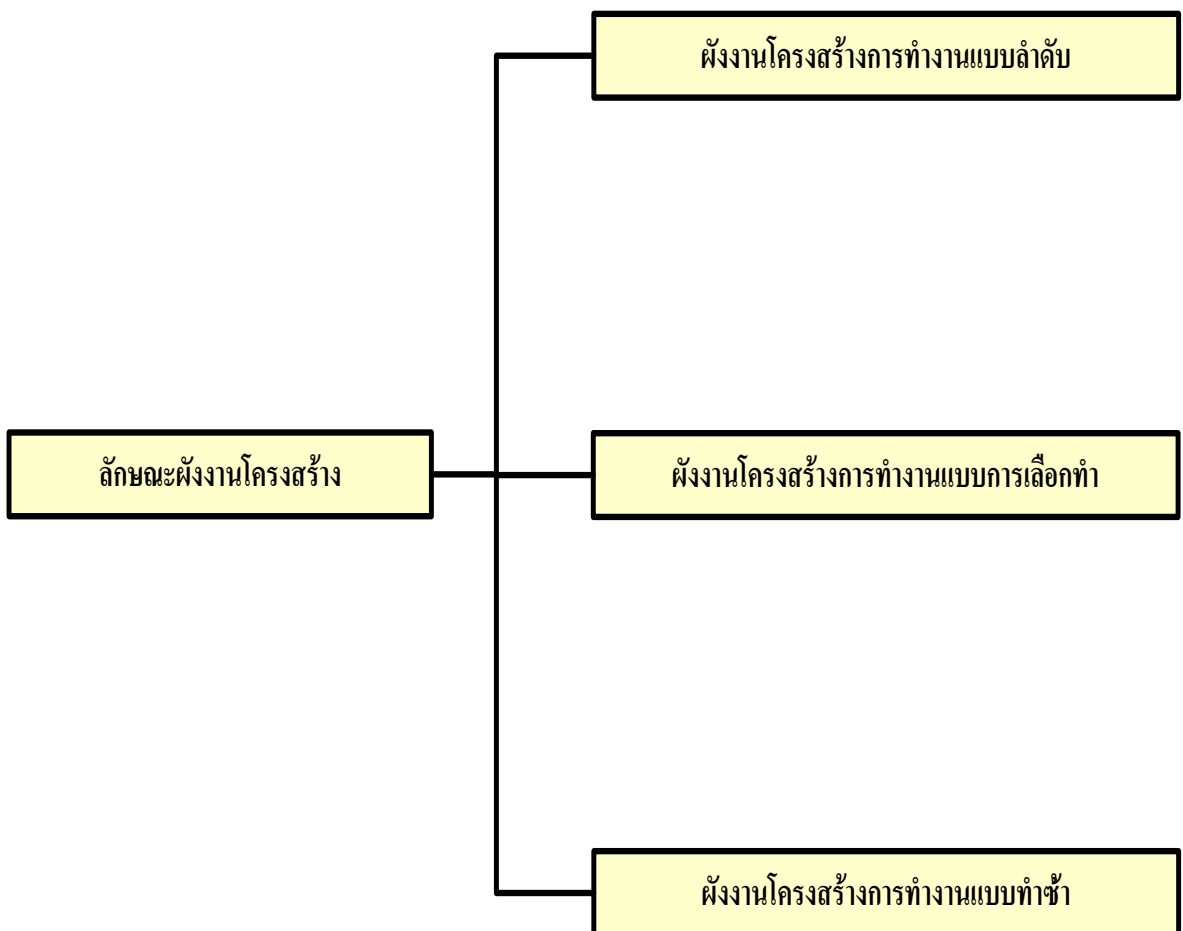 ผังงานโครงสร้างการทำงานแบบลำดับ
ลักษณะผังงานโครงสร้าง
ผังงานโครงสร้างการทำงานแบบการเลือกทำ
ผังงานโครงสร้างการทำงานแบบทำซ้ำ